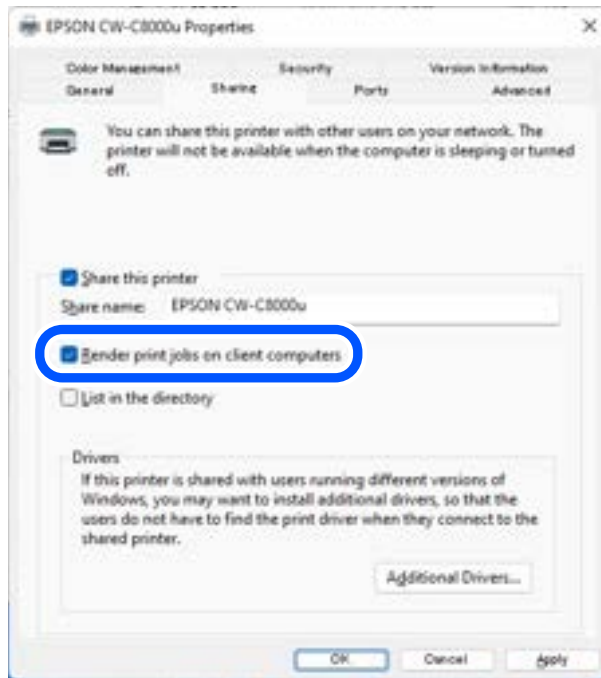 EPSON CW-C8000u Properties
Color Management Security Version Information
General Sharing Ports Advanced
You can share this printer with other users on your network. The
printer will not be available when the computer is sleeping or turned
off.
Share this printer
Share name: EPSON CW-C8000u
Render print jobs on client computers
List in the directory
Drivers
If this printer is shared with users running different versions of
Windows, you may want to install additional drivers, so that the
users do not have to find the print driver when they connect to the
shared printer.
Additional Drivers...
OK Cancel Apply